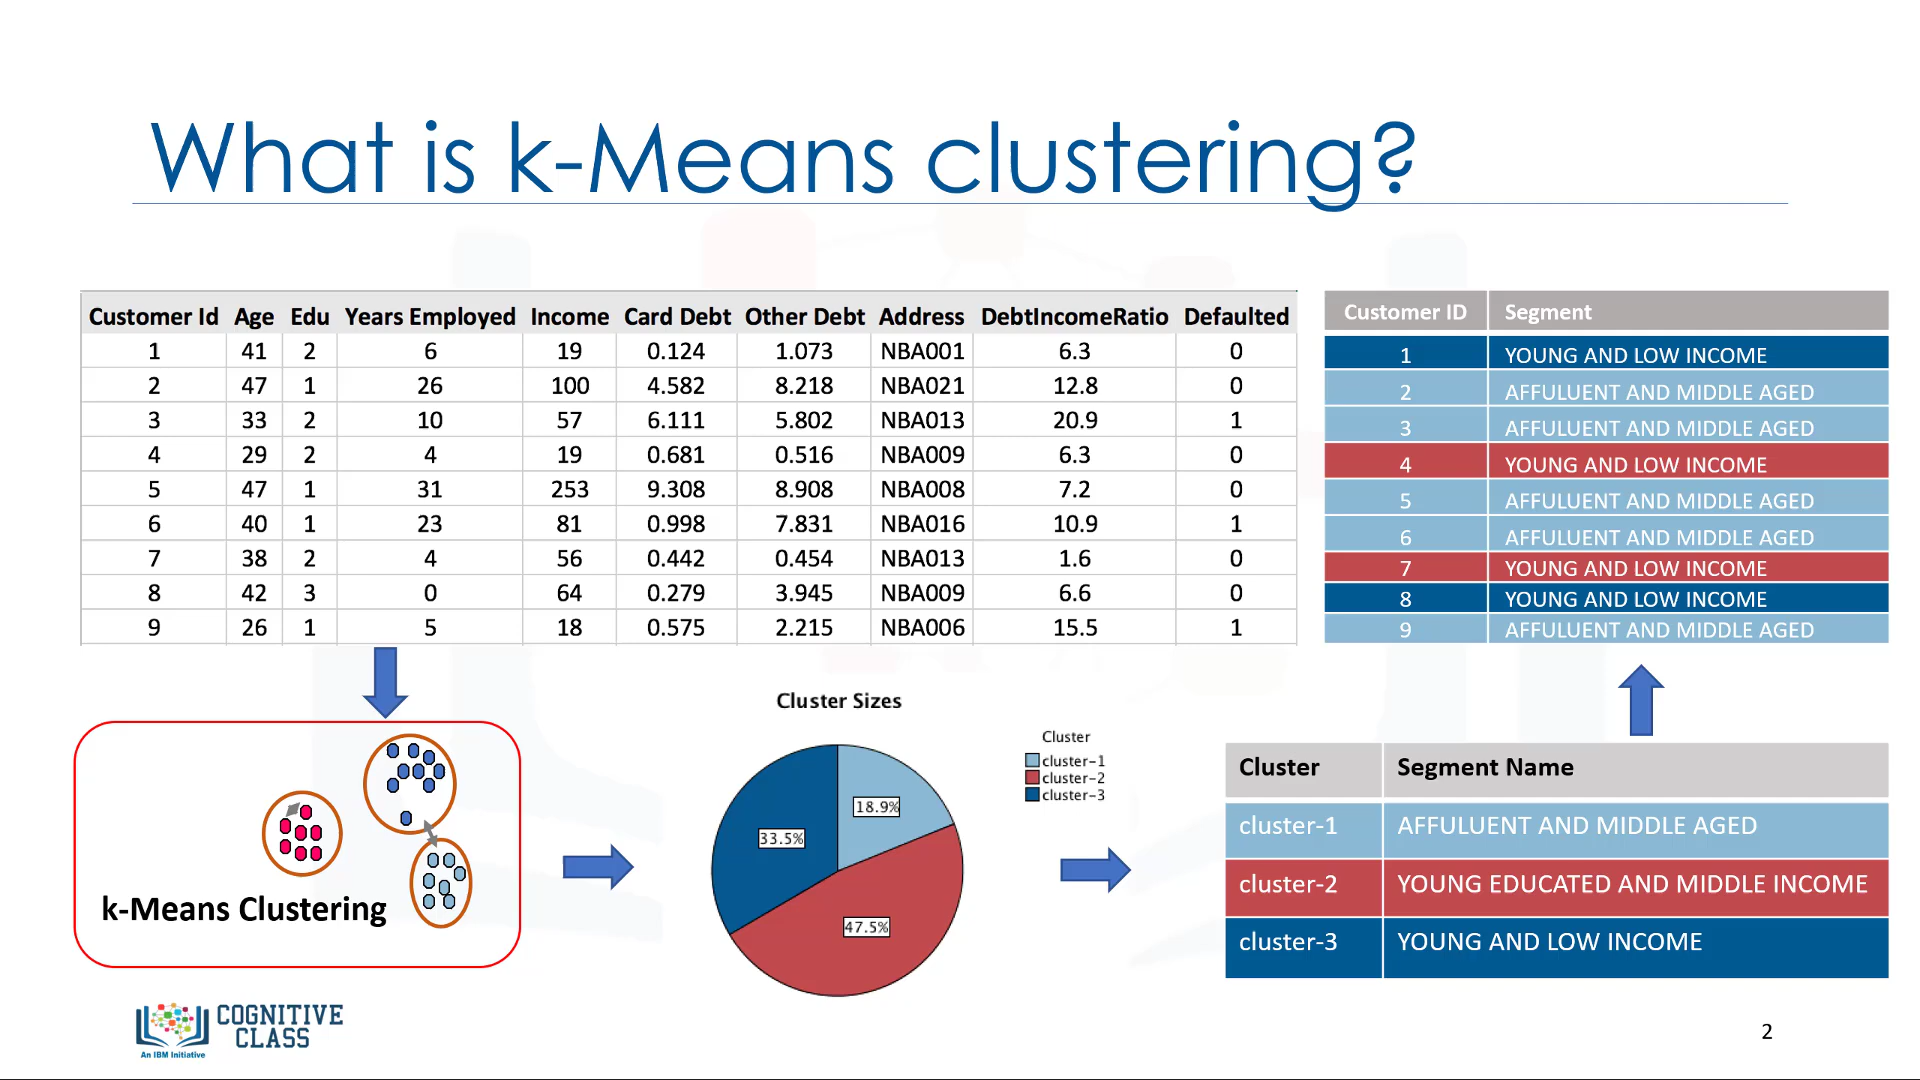 What is k-Means clustering?
Customer Id Age Edu Years Employed Income Card Debt Other Debt Address DebtIncomeRatio Defaulted
1 41 2 6 19 0.124 1.073 NBA001 6.3 0
2 47 1 26 100 4.582 8.218 NBA021 12.8 0
3 33 2 10 57 6.111 5.802 NBA013 20.9 1
4 29 2 4 19 0.681 0.516 NBA009 6.3 0
5 47 1 31 253 9.308 8.908 NBA008 7.2 0
6 40 1 23 81 0.998 7.831 NBA016 10.9 1
7 38 2 4 56 0.442 0.454 NBA013 1.6 0
8 42 3 0 64 0.279 3.945 NBA009 6.6 0
9 26 1 5 18 0.575 2.215 NBA006 15.5 1
Customer ID Segment
1 YOUNG AND LOW INCOME
2 AFFULUENT AND MIDDLE AGED
3 AFFULUENT AND MIDDLE AGED
4 YOUNG AND LOW INCOME
5 AFFULUENT AND MIDDLE AGED
6 AFFULUENT AND MIDDLE AGED
7 YOUNG AND LOW INCOME
8 YOUNG AND LOW INCOME
9 AFFULUENT AND MIDDLE AGED
k-Means Clustering
Cluster Sizes
18.9%
33.5%
47.5%
Cluster
cluster-1
cluster-2
cluster-3
Cluster Segment Name
cluster-1 AFFULUENT AND MIDDLE AGED
cluster-2 YOUNG EDUCATED AND MIDDLE INCOME
cluster-3 YOUNG AND LOW INCOME
COGNITIVE
CLASS
An IBM Initiative
2